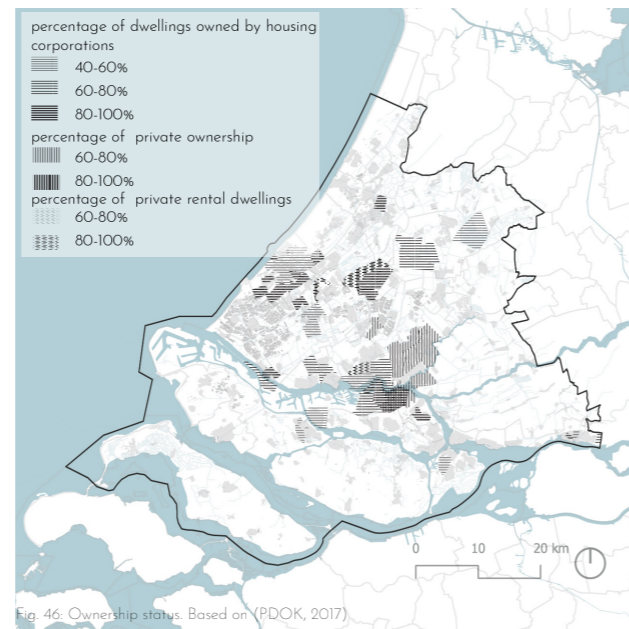 percentage of dwellings owned by housing
corporations
40-60%
60-80%
80-100%
percentage of private ownership
60-80%
80-100%
percentage of private rental dwellings
60-80%
80-100%
0 10 20 km
Fig. 46: Ownership status. Based on (PDOK, 2017)